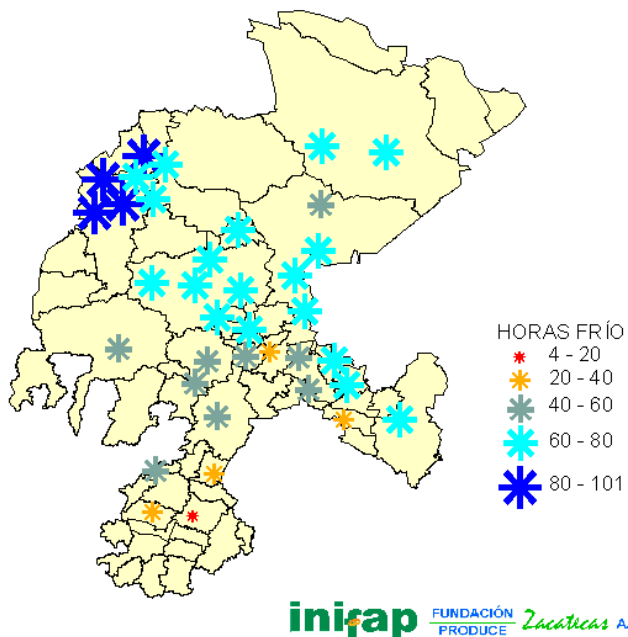 HORAS FRÍO
4 - 20
20 - 40
40 - 60
60 - 80
80 - 101
inifap
FUNDACIÓN
PRODUCE
Zacatecas A.